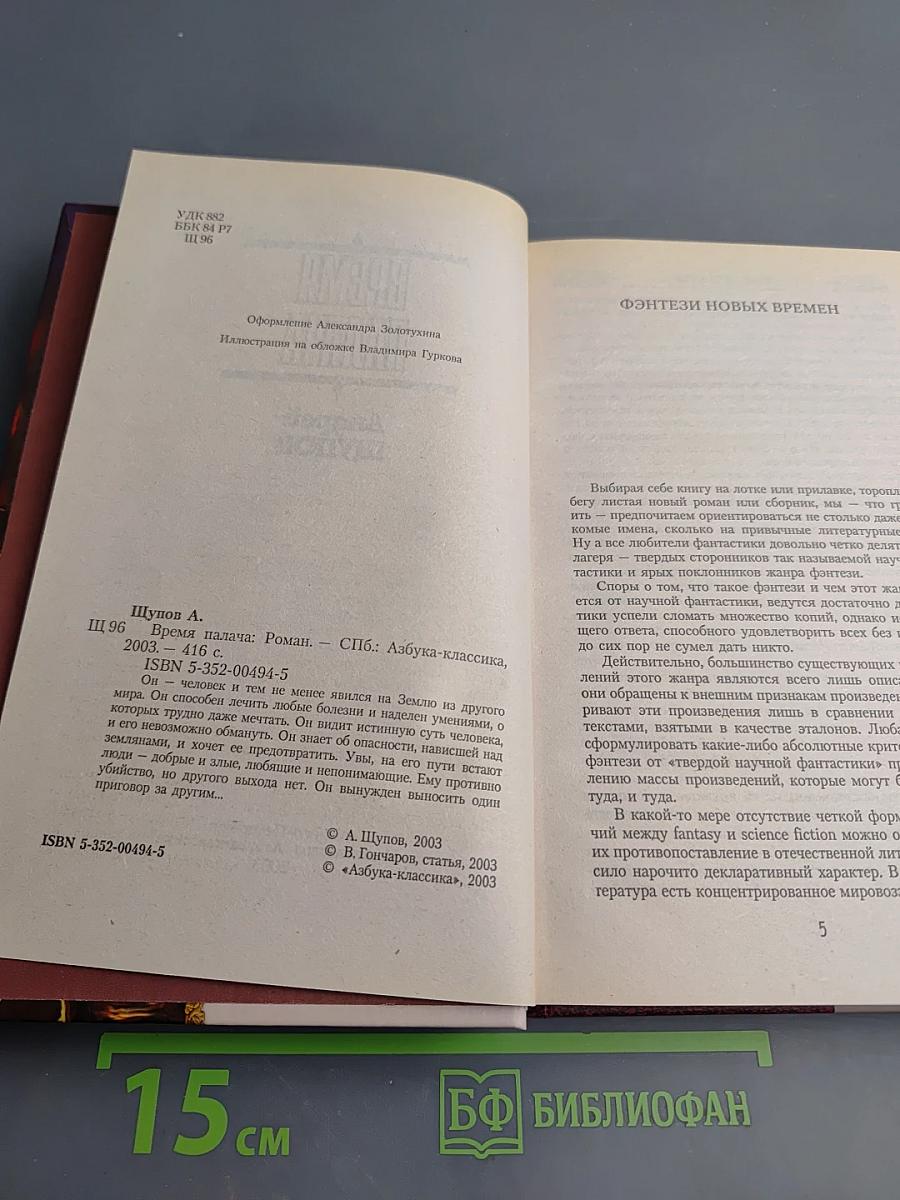 УДК 882
ББК 84 Р7
Щ 96
Оформление Александра Золотухина
Иллюстрация на обложке Владимира Гуркова
Щупов А.
Щ 96 Время палача: Роман. — СПб.: Азбука-классика,
2003. — 416 с.
ISBN 5-352-00494-5
Он — человек и тем не менее явился на Землю из другого
мира. Он способен лечить любые болезни и наделен умениями, о
которых трудно даже мечтать. Он видит истинную суть человека,
и его невозможно обмануть. Он знает об опасности, нависшей над
землянами, и хочет ее предотвратить. Увы, на его пути встают
люди — добрые и злые, любящие и непонимающие. Ему противно
убийство, но другого выхода нет. Он вынужден выносить один
приговор за другим...
© А. Щупов, 2003
© В. Гончаров, статья, 2003
© «Азбука-классика», 2003
ISBN 5-352-00494-5
ФЭНТЕЗИ НОВЫХ ВРЕМЕН
Выбирая себе книгу на лотке или прилавке, торопл
бегу листая новый роман или сборник, мы — что гр
ить — предпочитаем ориентироваться не столько даже
комые имена, сколько на привычные литературные
Ну а все любители фантастики довольно четко делят
лагеря — твердых сторонников так называемой науч
тастики и ярых поклонников жанра фэнтези.
Споры о том, что такое фэнтези и чем этот жа
ется от научной фантастики, ведутся достаточно д
тики успели сломать множество копий, однако и
щего ответа, способного удовлетворить всех без
до сих пор не сумел дать никто.
Действительно, большинство существующих
лений этого жанра являются всего лишь опис
они обращены к внешним признакам произведен
ривают эти произведения лишь в сравнении
текстами, взятыми в качестве эталонов. Люба
сформулировать какие-либо абсолютные крит
фэнтези от «твердой научной фантастики» пр
лению массы произведений, которые могут б
туда, и туда.
В какой-то мере отсутствие четкой форм
чий между fantasy и science fiction можно о
их противопоставление в отечественной лит
сило нарочито декларативный характер. В
тература есть концентрированное мировозз
5
15 см
БФ БИБЛИОФАН